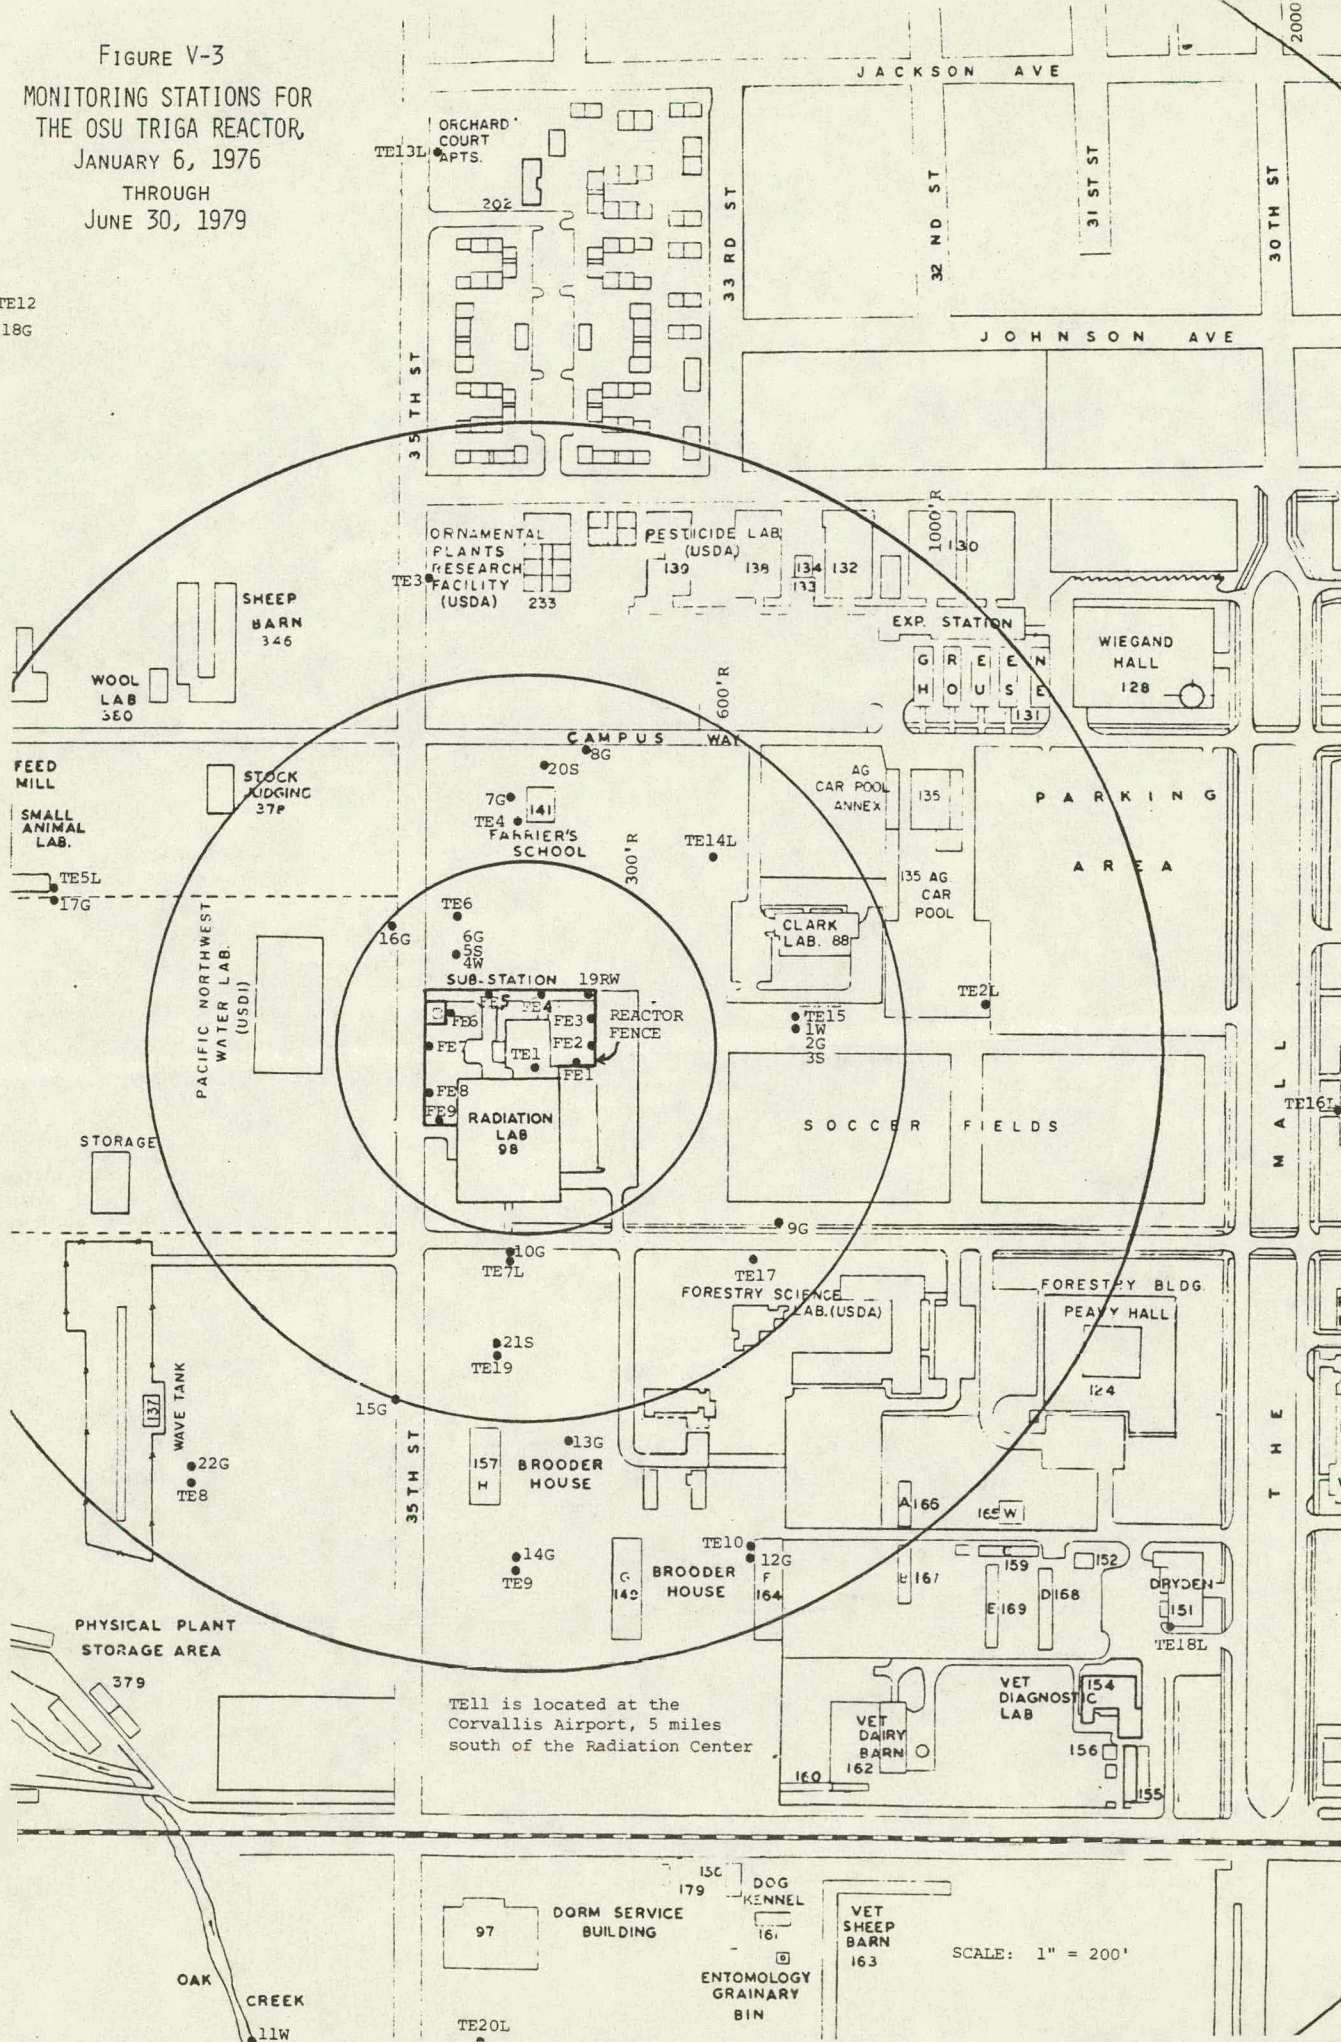 FIGURE V-3
MONITORING STATIONS FOR
THE OSU TRIGA REACTOR,
JANUARY 6, 1976
THROUGH
JUNE 30, 1979
TE12
18G
2000
JACKSON AVE
ORCHARD
COURT
APTS.
TE13L
202
33 RD ST
32 ND ST
31 ST ST
30 TH ST
JOHNSON AVE
35 TH ST
ORNAMENTAL
PLANTS
RESEARCH
FACILITY
(USDA)
233
TE3
PESTICIDE LAB
(USDA)
139
138
134
133
132
1000'R
130
EXP. STATION
GREEN
HOUSE
131
WIEGAND
HALL
128
SHEEP
BARN
346
WOOL
LAB
380
600'R
CAMPUS WAY
8G
20S
7G
141
TE4
FARRIER'S
SCHOOL
FEED
MILL
STOCK
JUDGING
378
SMALL
ANIMAL
LAB.
TE5L
17G
300'R
TE14L
AG
CAR POOL
ANNEX
135
135 AG
CAR
POOL
PARKING
AREA
CLARK
LAB. 88
TE6
6G
5S
4W
16G
PACIFIC NORTHWEST
WATER LAB.
(USDI)
SUB-STATION
19RW
FE5
FE4
FE6
FE3
FE2
REACTOR
FENCE
FE7
TE1
FE1
FE8
FE9
RADIATION
LAB
98
TE2L
TE15
1W
2G
3S
SOCCER FIELDS
TE16L
THE MALL
STORAGE
9G
10G
TE7L
TE17
FORESTRY SCIENCE
LAB. (USDA)
FORESTRY BLDG.
PEAVY HALL
124
21S
TE19
15G
137
WAVE TANK
22G
TE8
35TH ST
157
H
13G
BROODER
HOUSE
A 166
165 W
14G
TE9
G
BROODER
HOUSE
TE10
12G
F
164
167
159
152
E 169
D 168
DRYDEN
151
TE18L
PHYSICAL PLANT
STORAGE AREA
379
TE11 is located at the
Corvallis Airport, 5 miles
south of the Radiation Center
VET
DIAGNOSTIC
LAB
154
VET
DAIRY
BARN
162
160
156
155
179
DOG
KENNEL
DORM SERVICE
BUILDING
97
VET
SHEEP
BARN
163
ENTOMOLOGY
GRAINARY
BIN
SCALE: 1" = 200'
OAK
CREEK
11W
TE20L